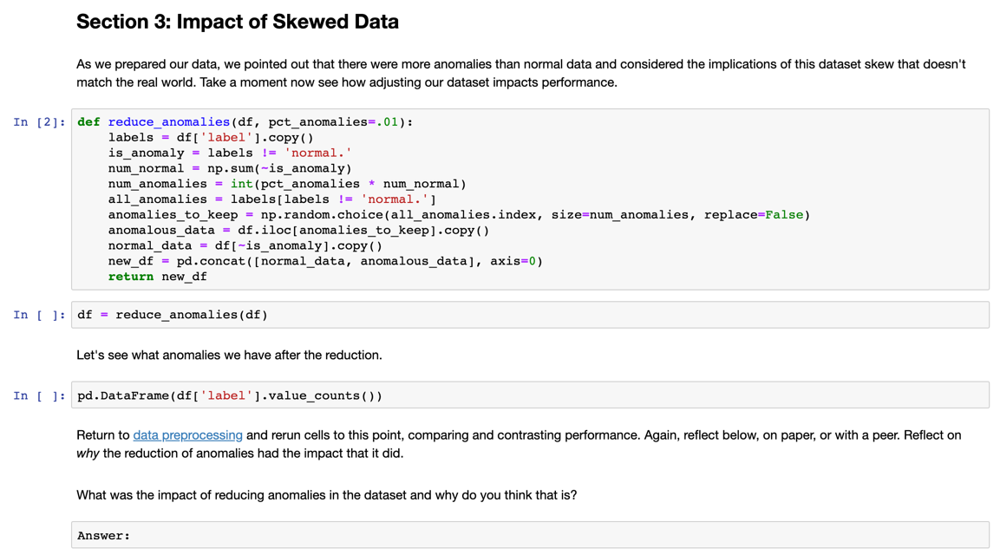 Section 3: Impact of Skewed Data
As we prepared our data, we pointed out that there were more anomalies than normal data and considered the implications of this dataset skew that doesn't
match the real world. Take a moment now see how adjusting our dataset impacts performance.
In [2]: def reduce_anomalies(df, pct_anomalies=.01):
    labels = df['label'].copy()
    is_anomaly = labels != 'normal.'
    num_normal = np.sum(~is_anomaly)
    num_anomalies = int(pct_anomalies * num_normal)
    all_anomalies = labels[labels != 'normal.']
    anomalies_to_keep = np.random.choice(all_anomalies.index, size=num_anomalies, replace=False)
    anomalous_data = df.iloc[anomalies_to_keep].copy()
    normal_data = df[~is_anomaly].copy()
    new_df = pd.concat([normal_data, anomalous_data], axis=0)
    return new_df
In [ ]: df = reduce_anomalies(df)
Let's see what anomalies we have after the reduction.
In [ ]: pd.DataFrame(df['label'].value_counts())
Return to data preprocessing and rerun cells to this point, comparing and contrasting performance. Again, reflect below, on paper, or with a peer. Reflect on
why the reduction of anomalies had the impact that it did.
What was the impact of reducing anomalies in the dataset and why do you think that is?
Answer: